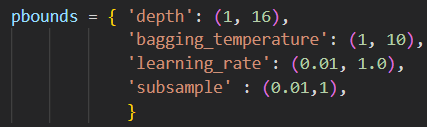 pbounds = { 'depth': (1, 16),
'bagging_temperature': (1, 10),
'learning_rate': (0.01, 1.0),
'subsample' : (0.01,1),
}